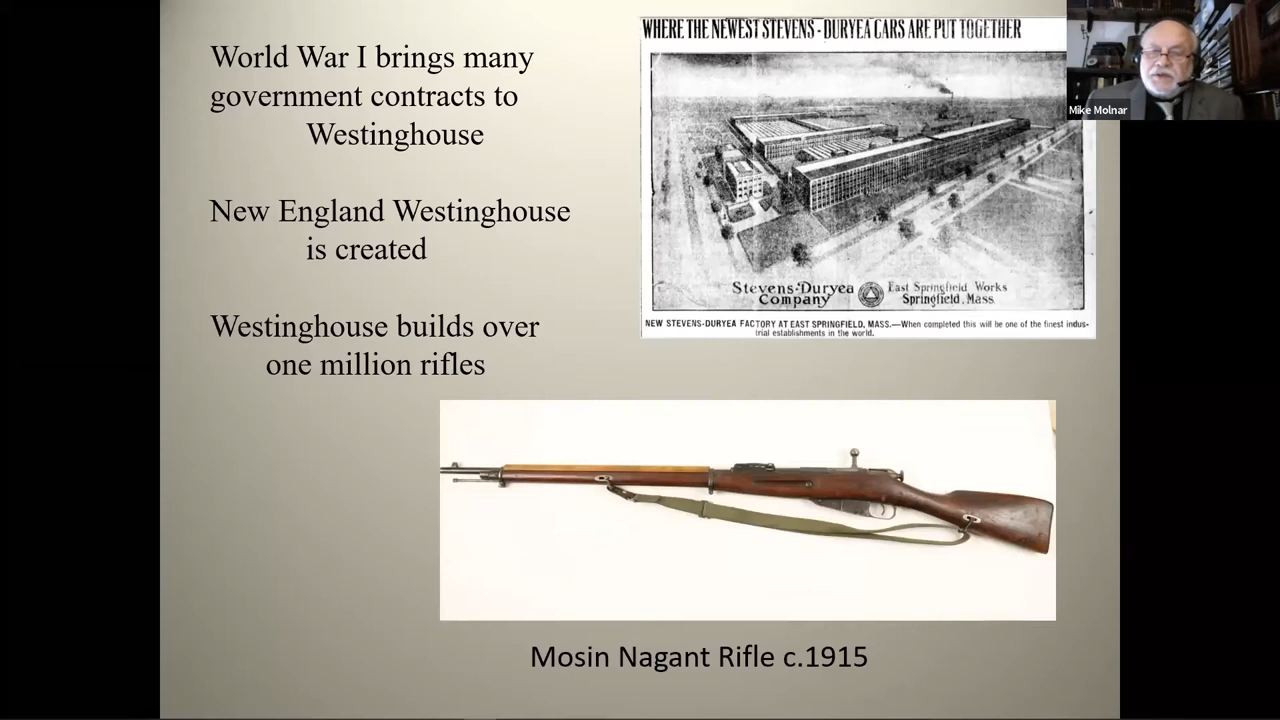 World War I brings many
government contracts to
Westinghouse
New England Westinghouse
is created
Westinghouse builds over
one million rifles
WHERE THE NEWEST STEVENS-DURYEA CARS ARE PUT TOGETHER
Stevens-Duryea
Company
East Springfield Works
Springfield, Mass.
NEW STEVENS-DURYEA FACTORY AT EAST SPRINGFIELD, MASS.—When completed this will be one of the finest indus-
trial establishments in the world.
Mike Molnar
Mosin Nagant Rifle c.1915